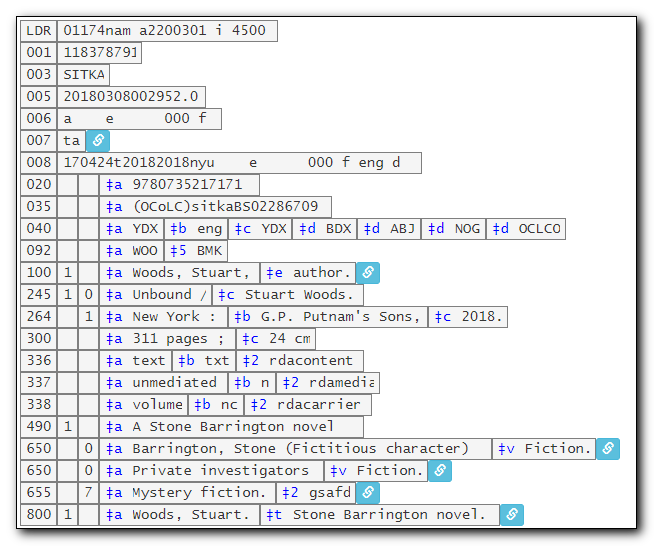 LDR 01174nam a2200301 i 4500
001 118378791
003 SITKA
005 20180308002952.0
006 a    e      000 f
007 ta
008 170424t20182018nyu    e      000 f eng d
020 ‡a 9780735217171
035 ‡a (OCoLC)sitkaBS02286709
040 ‡a YDX ‡b eng ‡c YDX ‡d BDX ‡d ABJ ‡d NOG ‡d OCLCO
092 ‡a WOO ‡5 BMK
100 1 ‡a Woods, Stuart, ‡e author.
245 1 0 ‡a Unbound / ‡c Stuart Woods.
264 1 ‡a New York : ‡b G.P. Putnam's Sons, ‡c 2018.
300 ‡a 311 pages ; ‡c 24 cm
336 ‡a text ‡b txt ‡2 rdacontent
337 ‡a unmediated ‡b n ‡2 rdamedia
338 ‡a volume ‡b nc ‡2 rdacarrier
490 1 ‡a A Stone Barrington novel
650 0 ‡a Barrington, Stone (Fictitious character) ‡v Fiction.
650 0 ‡a Private investigators ‡v Fiction.
655 7 ‡a Mystery fiction. ‡2 gsafd
800 1 ‡a Woods, Stuart. ‡t Stone Barrington novel.